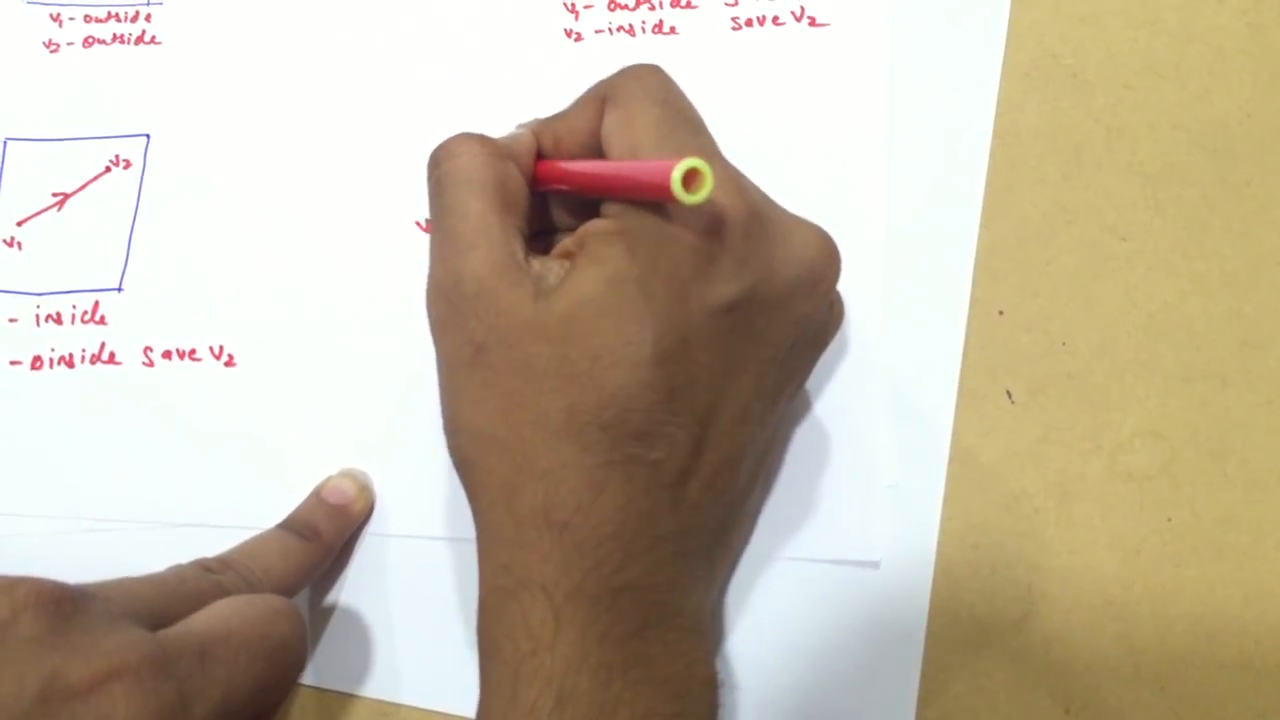 v₁ - outside
v₂ - outside
v₁ - outside
v₂ - inside save v₂
v₂
v₁
- inside
- inside save v₂
v